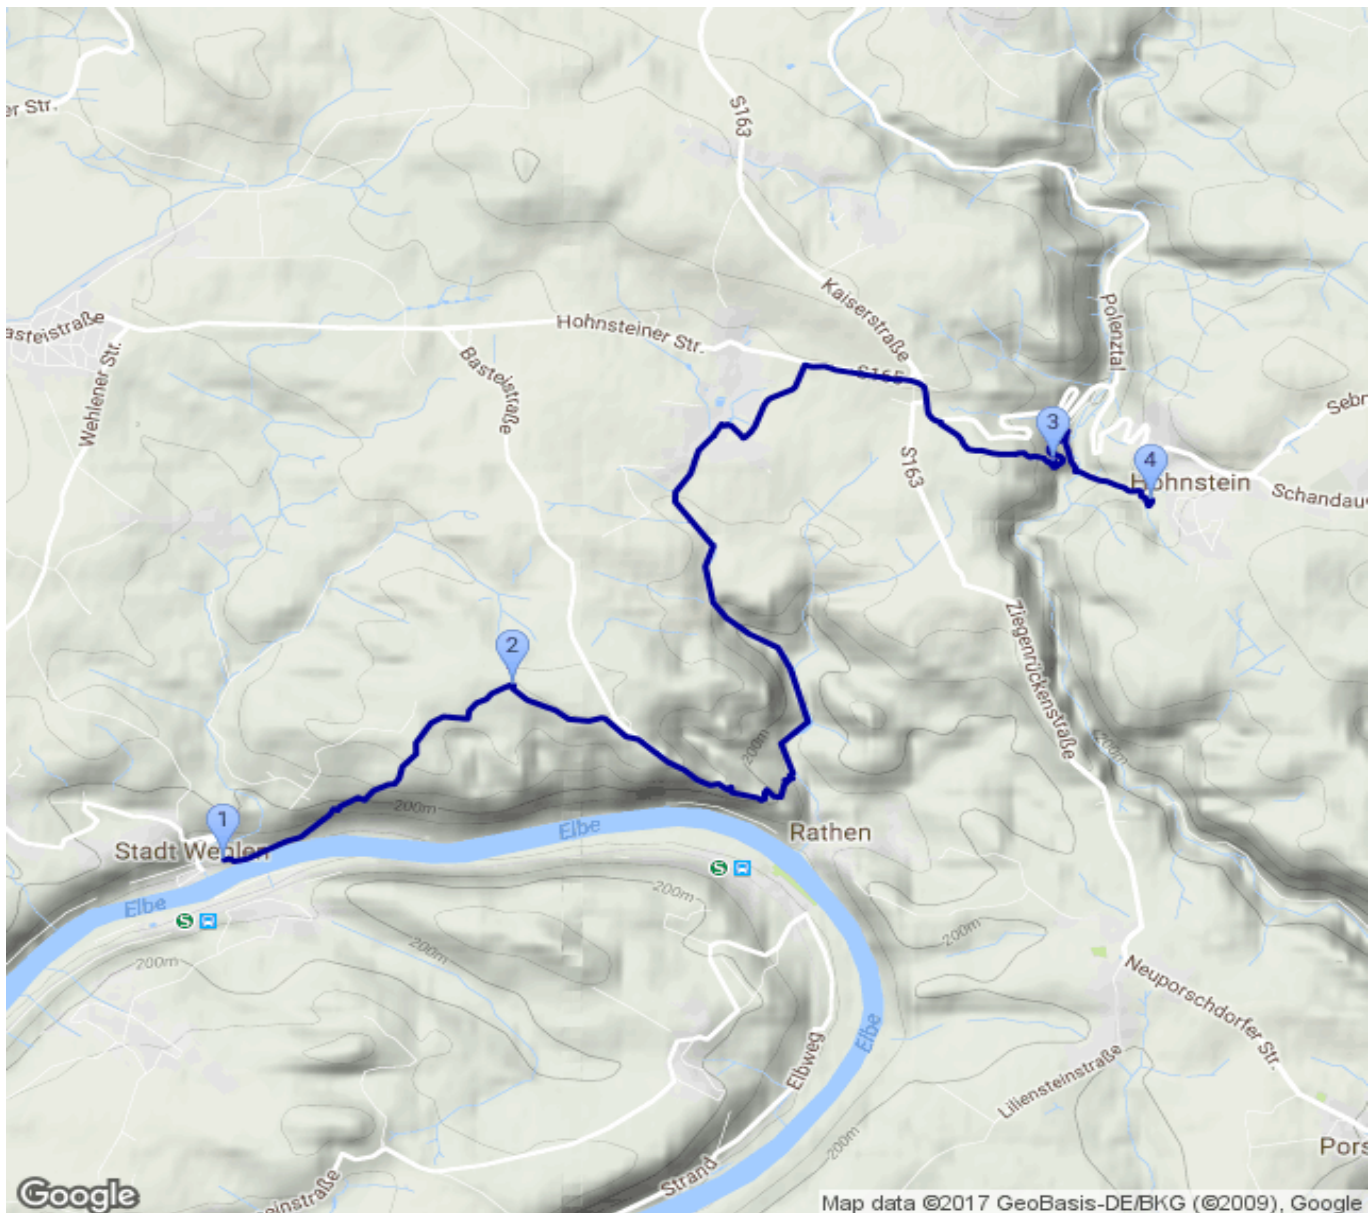 er Str.
S163
Kaiserstraße
Polenztal
asteistraße
Wehlener Str.
Hohnsteiner Str.
Basteistraße
S165
S163
Sebn
3
4
Hohnstein
Schandaue
Ziegenrückenstraße
2
200m
200m
1
200m
Stadt Wehlen
Elbe
Rathen
S
200m
Elbe
S
200m
200m
200m
Neuporschdorfer Str.
Elbe
Elbweg
Liliensteinstraße
200m
Pors
Strand
einstraße
Google
Map data ©2017 GeoBasis-DE/BKG (©2009), Google